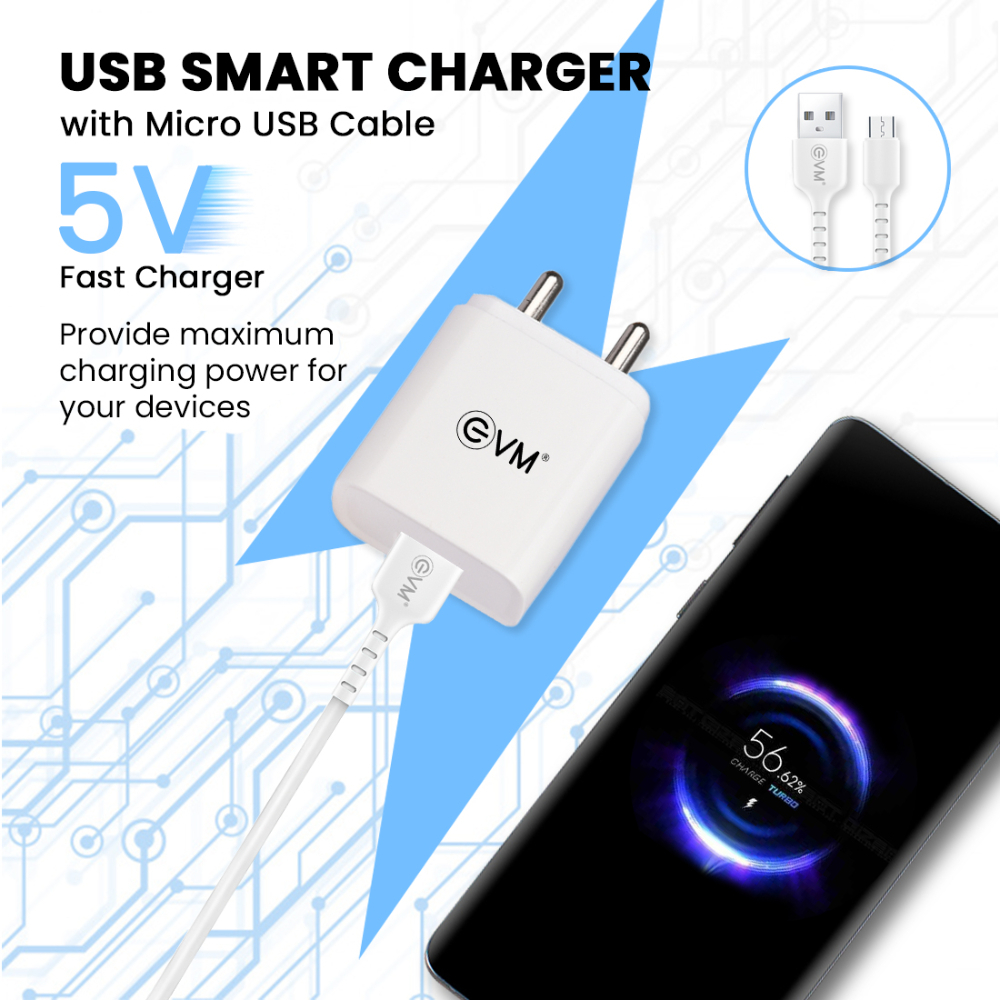 USB SMART CHARGER
with Micro USB Cable
5V
Fast Charger
Provide maximum
charging power for
your devices
EVM
EVM®
EVM®
56.62%
CHARGE TURBO